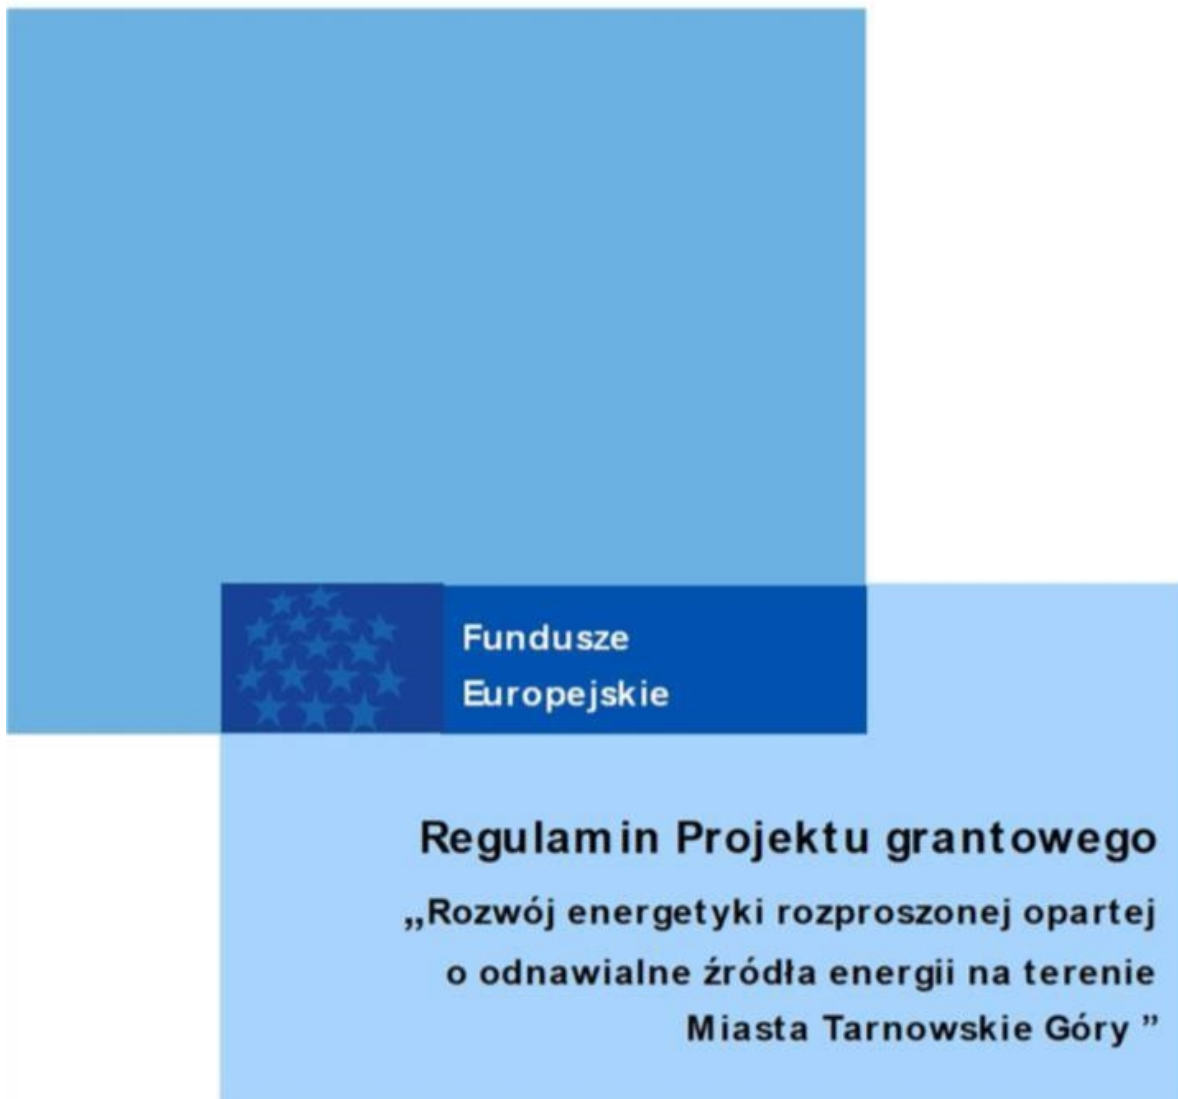 Fundusze
Europejskie
Regulamin Projektu grantowego
„Rozwój energetyki rozproszonej opartej
o odnawialne źródła energii na terenie
Miasta Tarnowskie Góry ”